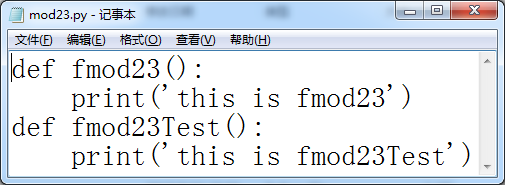 mod23.py - 记事本
文件(F) 编辑(E) 格式(O) 查看(V) 帮助(H)
def fmod23():
    print('this is fmod23')
def fmod23Test():
    print('this is fmod23Test')